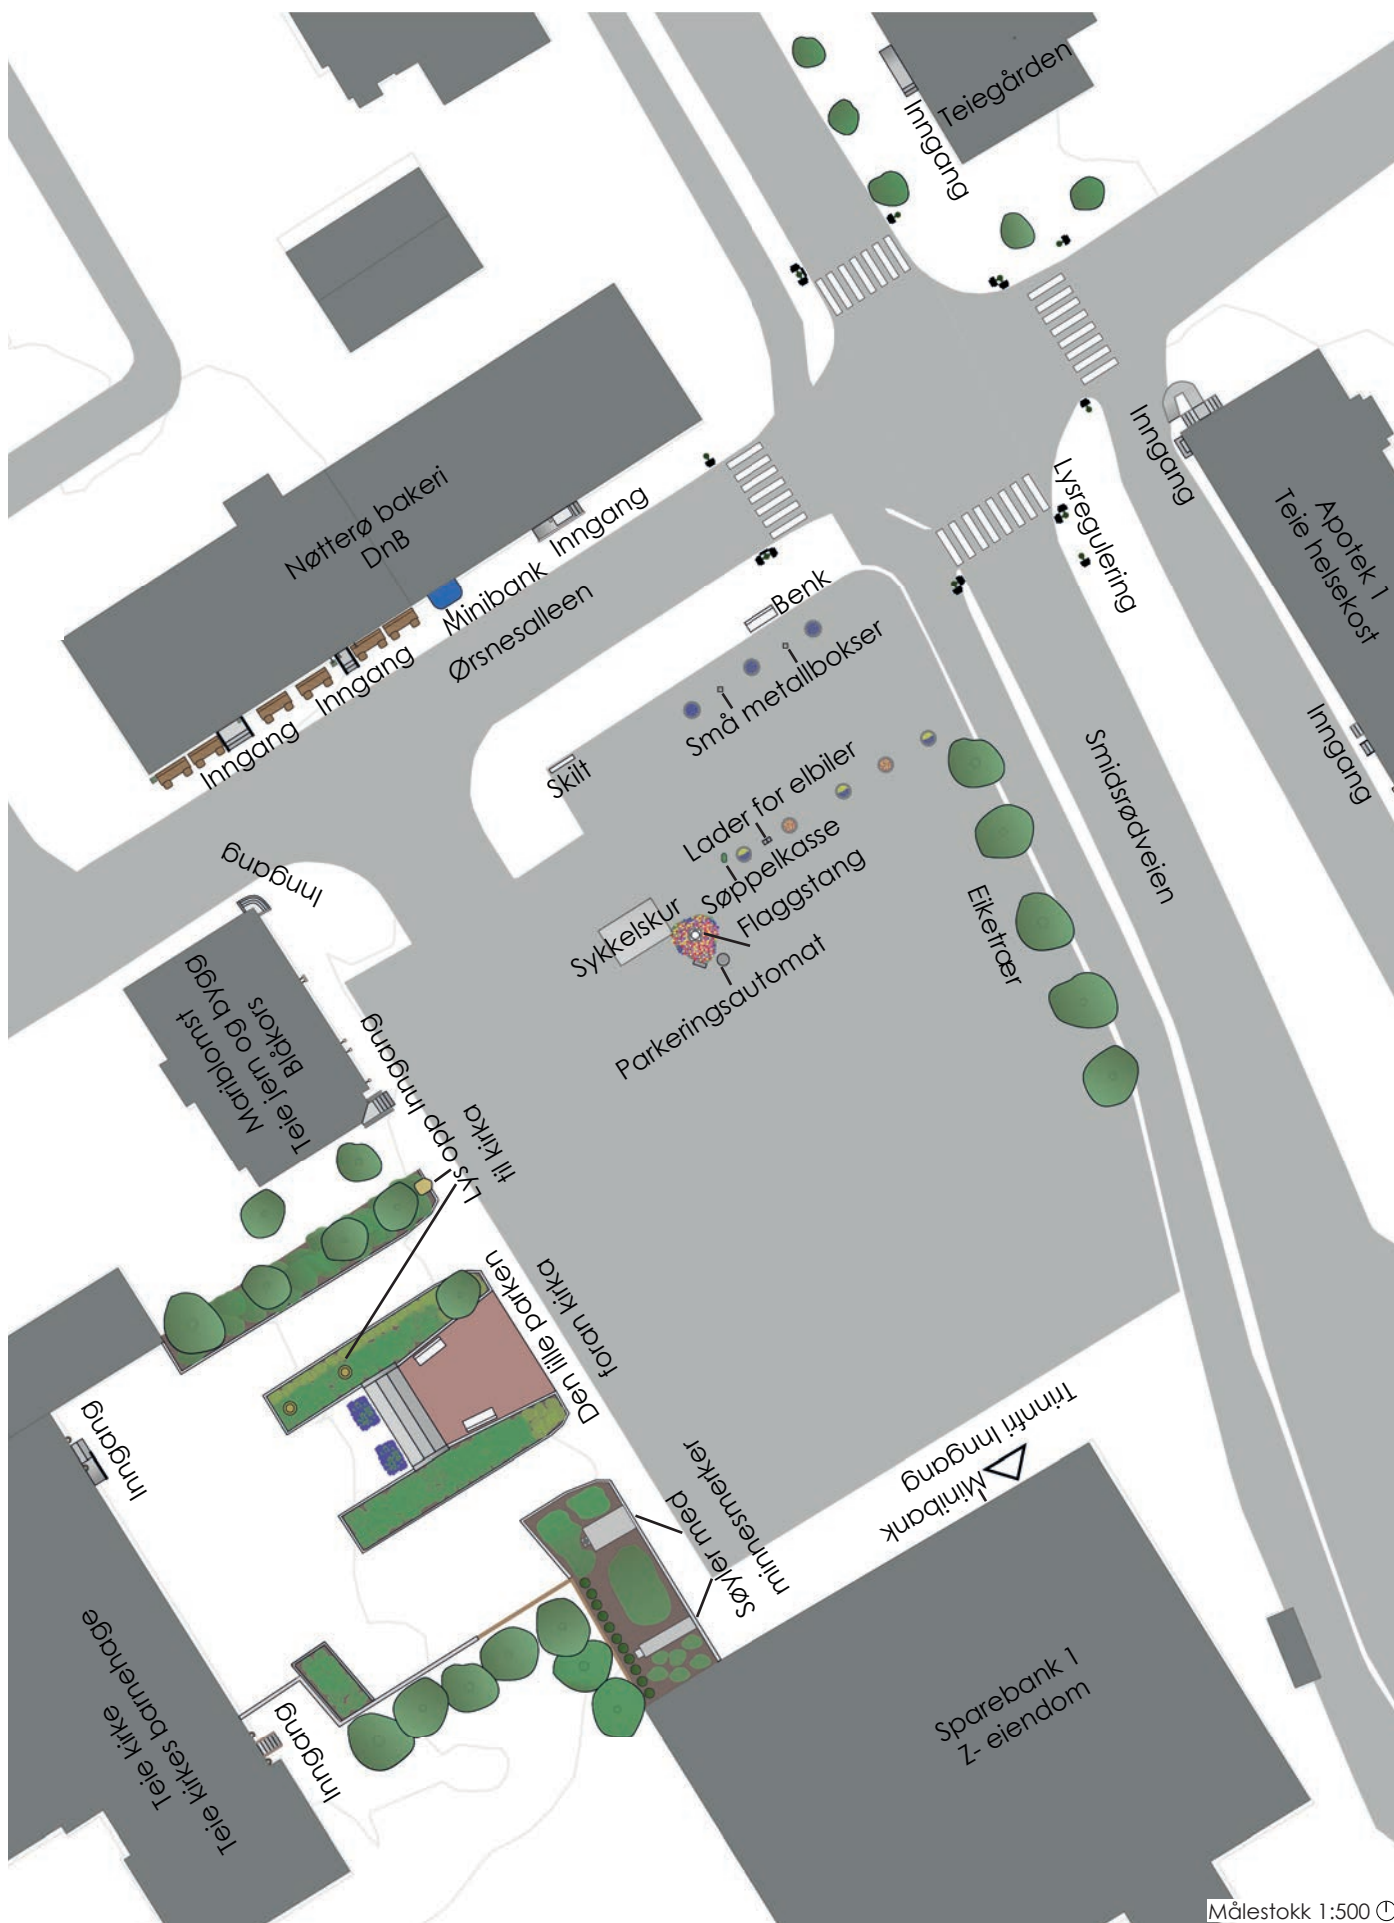 Teiegården
Inngang
Inngang
Apotek 1
Teie helsekost
Lysregulering
Inngang
Nøtterø bakeri
DnB
Inngang
Minibank
Ørsnesalleen
Inngang
Inngang
Benk
Små metallbokser
Skilt
Lader for elbiler
Søppelkasse
Flaggstang
Sykkelskur
Parkeringsautomat
Smidsrødveien
Eiketrær
Inngang
Mariblomst
Teie jern og bygg
Blåkors
Inngang
Lys opp
til kirka
Den lille parken
foran kirka
Inngang
Trinnfri Inngang
Minibank
Søyler med
minnesmerker
Sparebank 1
Z- eiendom
Teie kirke
Teie kirkes barnehage
Inngang
Målestokk 1:500